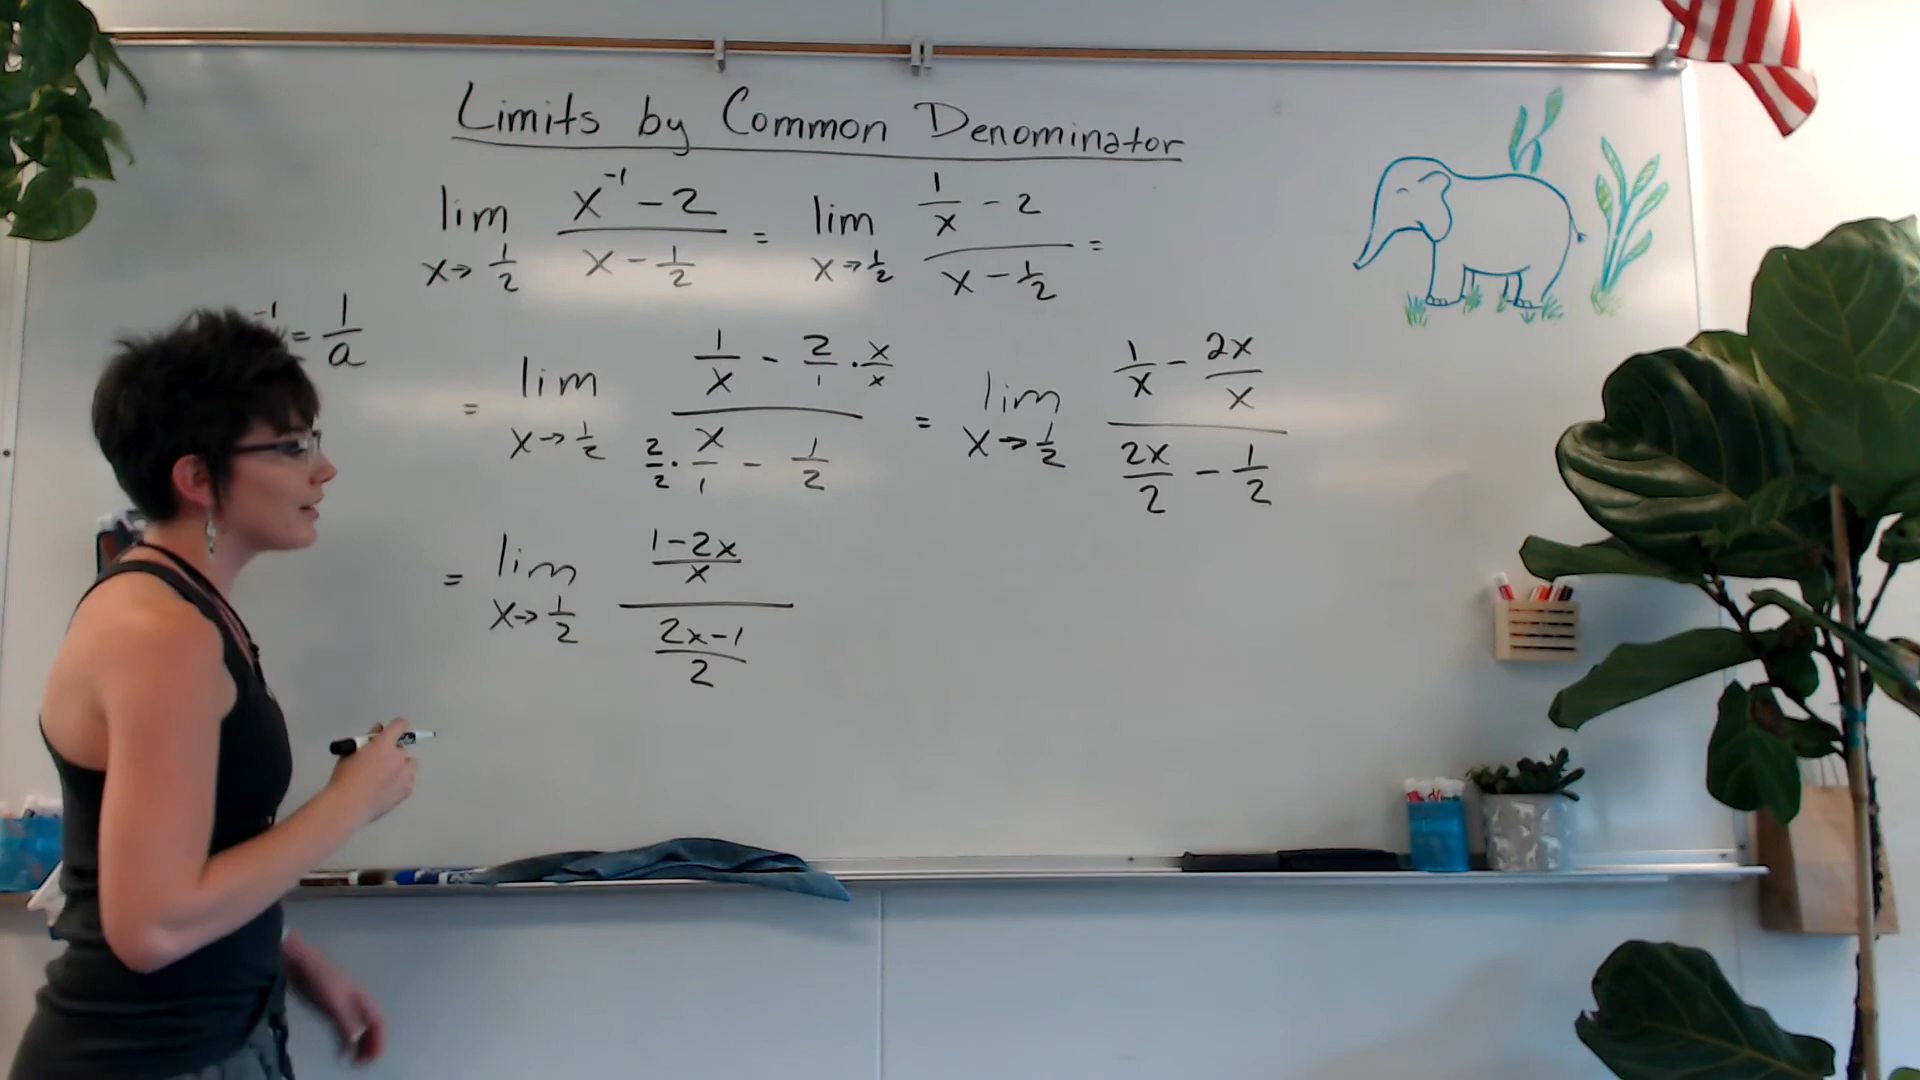 Limits by Common Denominator
lim x→1/2 (x⁻¹ - 2)/(x - 1/2) = lim x→1/2 (1/x - 2)/(x - 1/2) =
⁻¹ = 1/a
= lim x→1/2 (1/x - 2/1 · x/x)/(2/2 · x/1 - 1/2) = lim x→1/2 (1/x - 2x/x)/(2x/2 - 1/2)
= lim x→1/2 ((1-2x)/x)/((2x-1)/2)